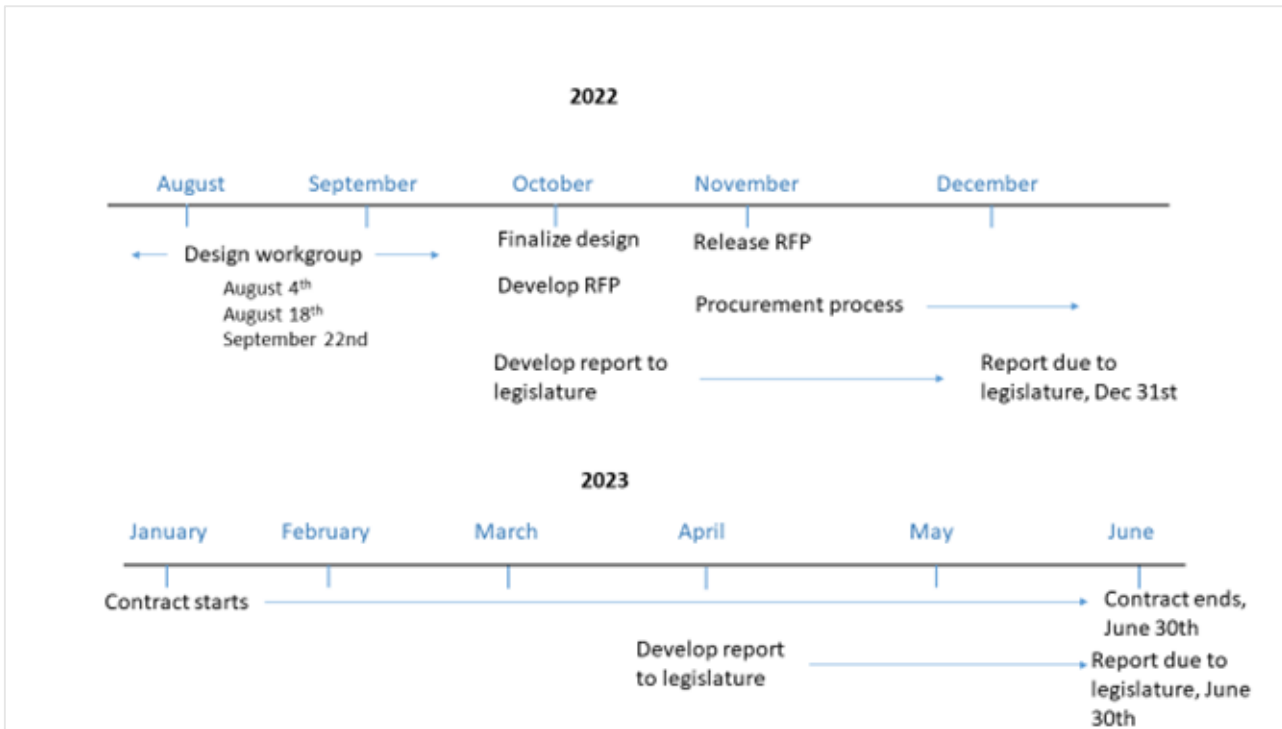 2022
August September October November December
Design workgroup
August 4th
August 18th
September 22nd
Finalize design
Develop RFP
Release RFP
Procurement process
Develop report to
legislature
Report due to
legislature, Dec 31st
2023
January February March April May June
Contract starts
Contract ends,
June 30th
Develop report
to legislature
Report due to
legislature, June
30th